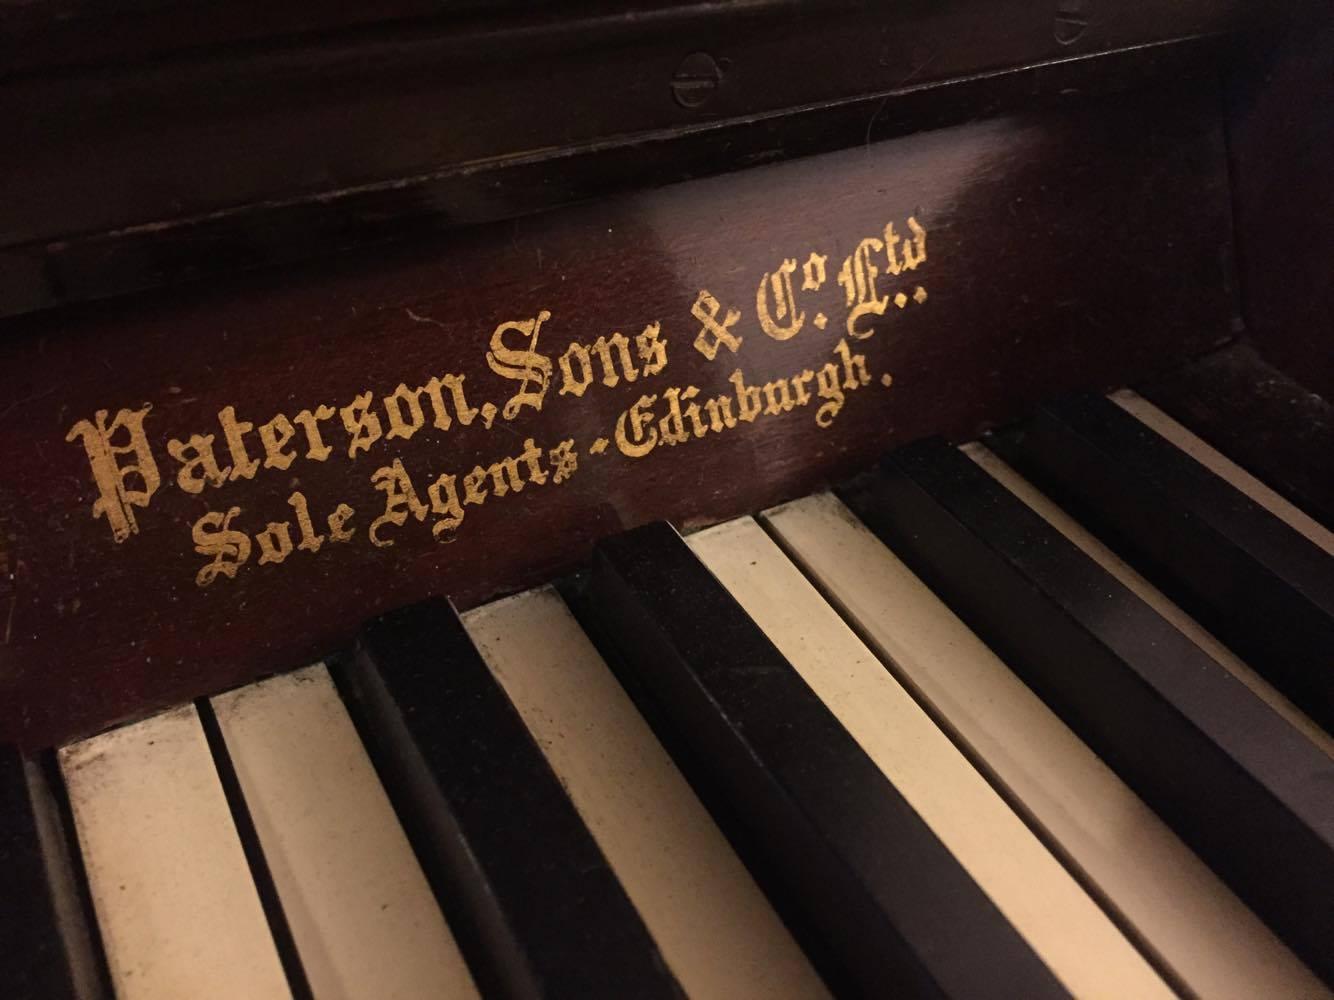 Paterson, Sons & Co. Ltd.
Sole Agents - Edinburgh.